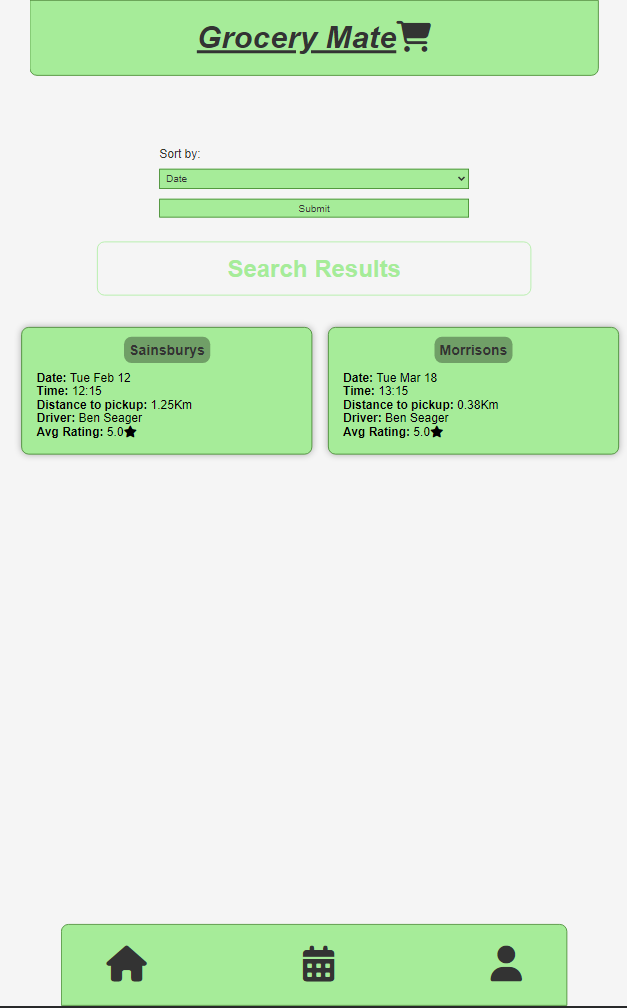 Grocery Mate
Sort by:
Date
Submit
Search Results
Sainsburys
Date: Tue Feb 12
Time: 12:15
Distance to pickup: 1.25Km
Driver: Ben Seager
Avg Rating: 5.0
Morrisons
Date: Tue Mar 18
Time: 13:15
Distance to pickup: 0.38Km
Driver: Ben Seager
Avg Rating: 5.0